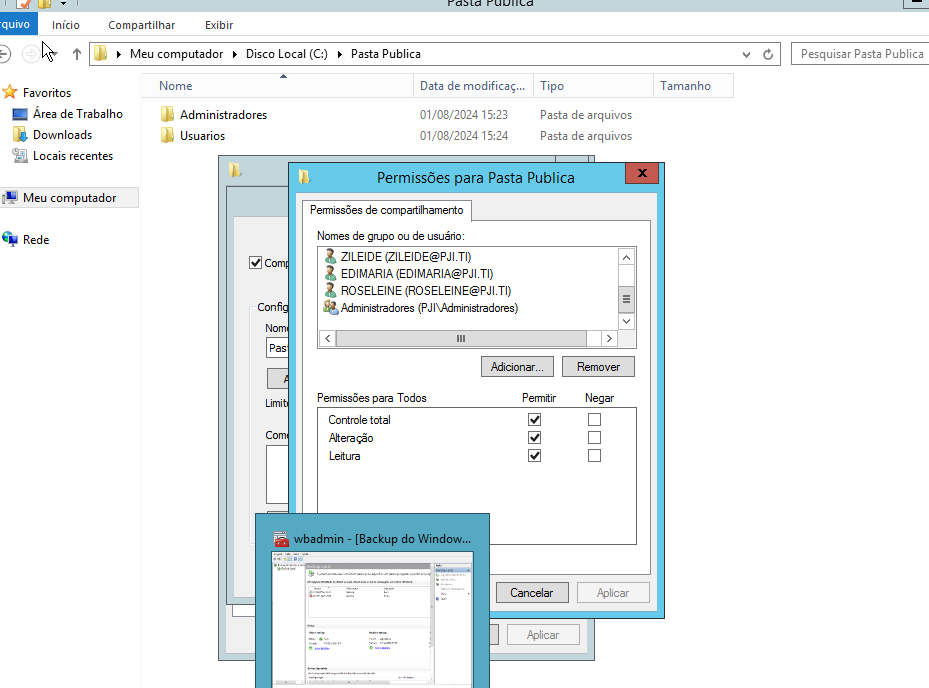 Pasta Publica
rquivo Início Compartilhar Exibir
Meu computador Disco Local (C:) Pasta Publica
Pesquisar Pasta Publica
Nome Data de modificaç... Tipo Tamanho
Favoritos
Área de Trabalho
Downloads
Locais recentes
Meu computador
Rede
Administradores 01/08/2024 15:23 Pasta de arquivos
Usuarios 01/08/2024 15:24 Pasta de arquivos
Comp
Config
Nome
Past
A
Limite
Come
Aplicar
Permissões para Pasta Publica
Permissões de compartilhamento
Nomes de grupo ou de usuário:
ZILEIDE (ZILEIDE@PJI.TI)
EDIMARIA (EDIMARIA@PJI.TI)
ROSELEINE (ROSELEINE@PJI.TI)
Administradores (PJI\Administradores)
Adicionar... Remover
Permissões para Todos Permitir Negar
Controle total
Alteração
Leitura
Cancelar Aplicar
wbadmin - [Backup do Window...